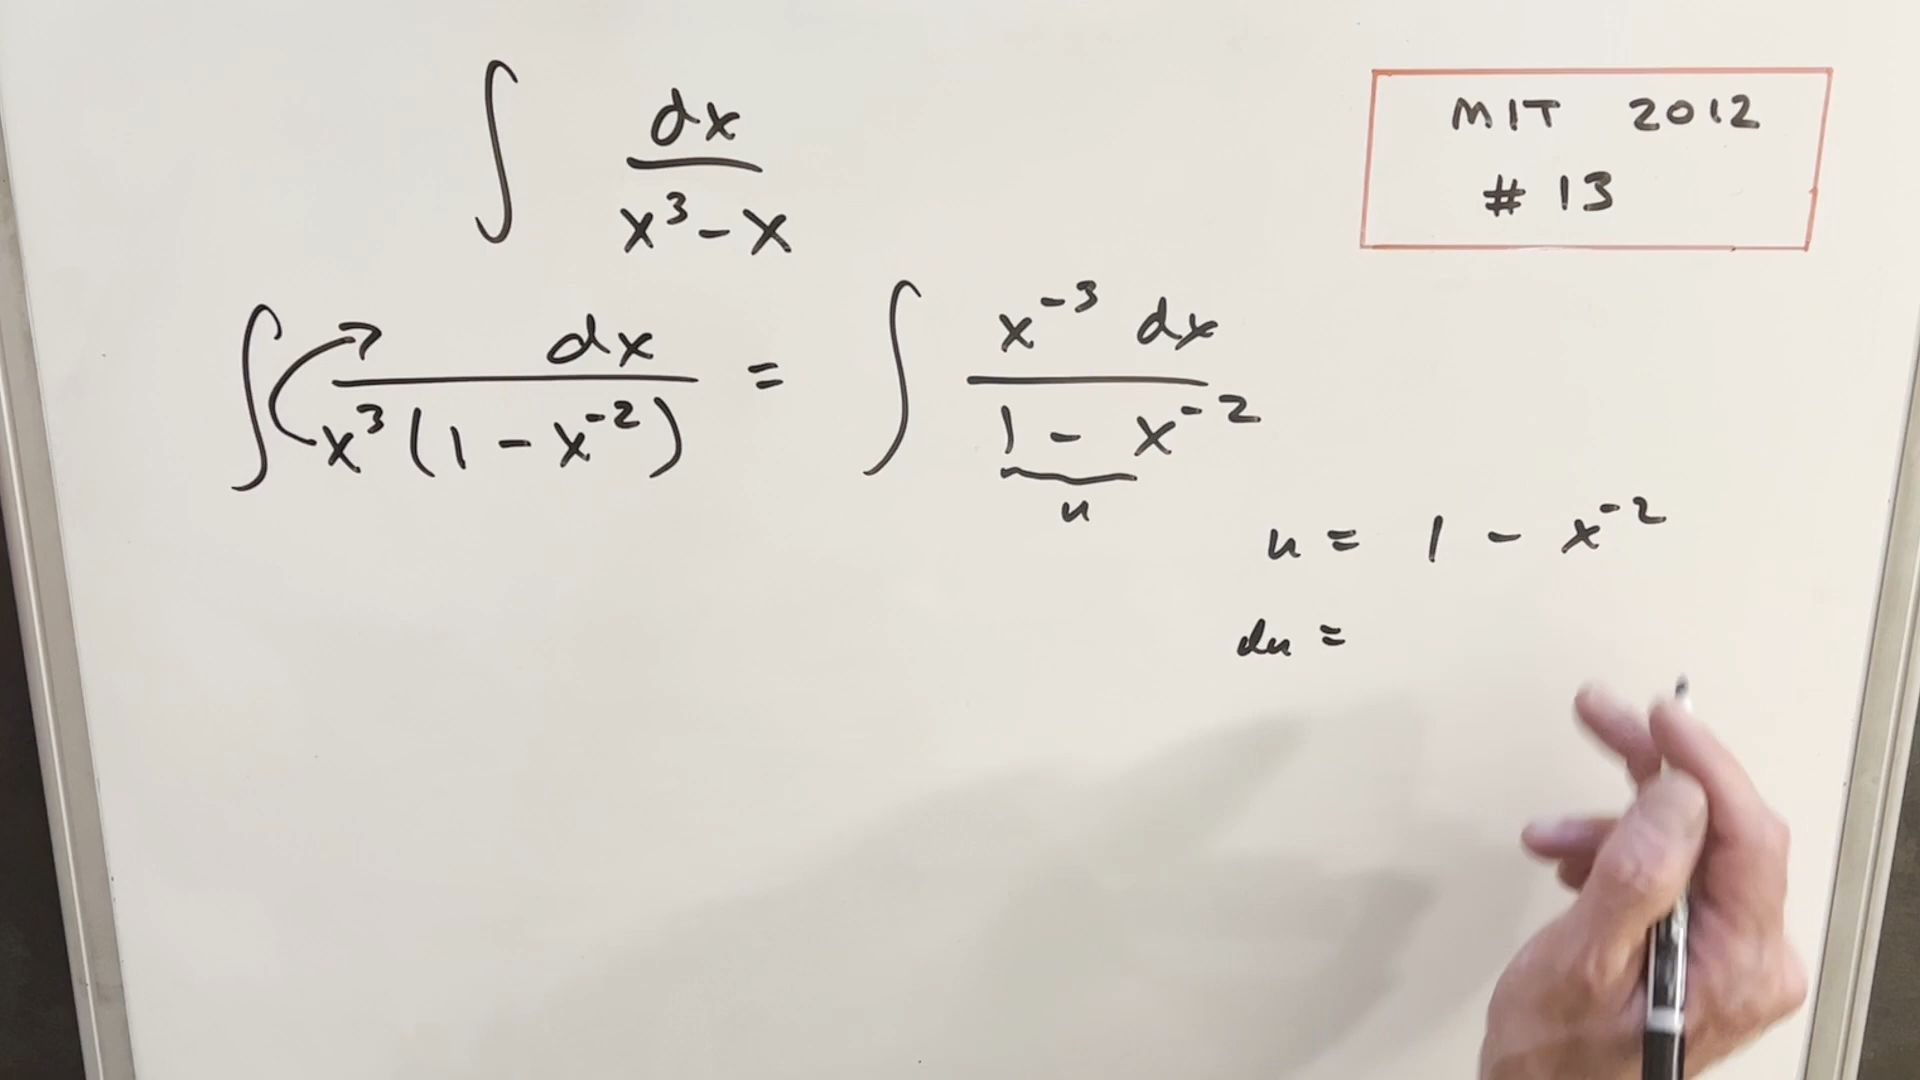 ∫ dx / (x³ - x)
MIT 2012
# 13
∫ dx / (x³(1 - x⁻²)) = ∫ x⁻³ dx / (1 - x⁻²)
u
u = 1 - x⁻²
du =